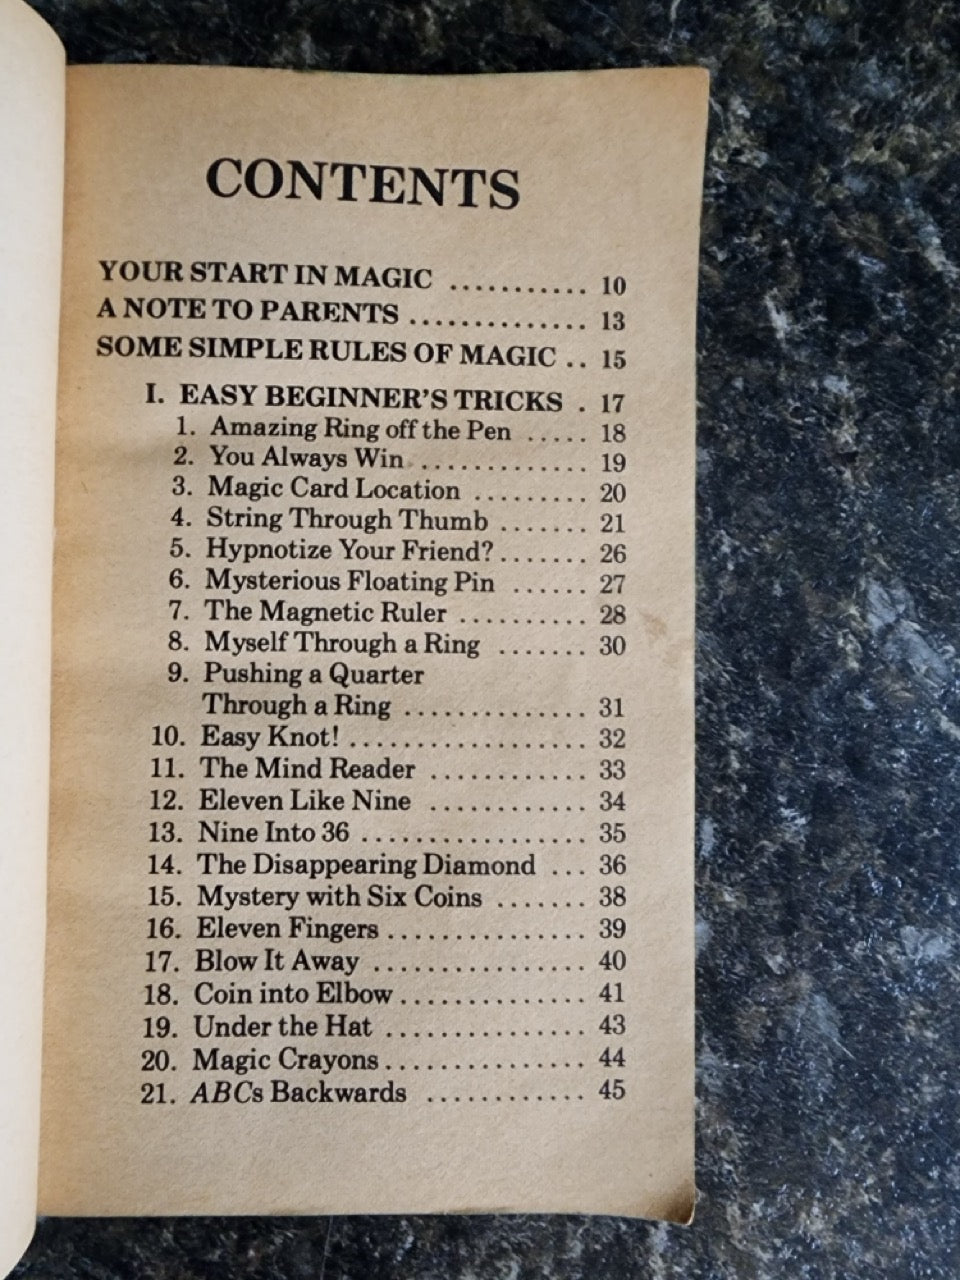 CONTENTS
YOUR START IN MAGIC ........... 10
A NOTE TO PARENTS .............. 13
SOME SIMPLE RULES OF MAGIC .. 15
I. EASY BEGINNER'S TRICKS . 17
1. Amazing Ring off the Pen ..... 18
2. You Always Win ............. 19
3. Magic Card Location ......... 20
4. String Through Thumb ....... 21
5. Hypnotize Your Friend? ....... 26
6. Mysterious Floating Pin ...... 27
7. The Magnetic Ruler .......... 28
8. Myself Through a Ring ....... 30
9. Pushing a Quarter
Through a Ring .............. 31
10. Easy Knot! .................. 32
11. The Mind Reader ............ 33
12. Eleven Like Nine ............ 34
13. Nine Into 36 ................. 35
14. The Disappearing Diamond ... 36
15. Mystery with Six Coins ....... 38
16. Eleven Fingers ............... 39
17. Blow It Away ................ 40
18. Coin into Elbow .............. 41
19. Under the Hat ............... 43
20. Magic Crayons ............... 44
21. ABCs Backwards ............ 45